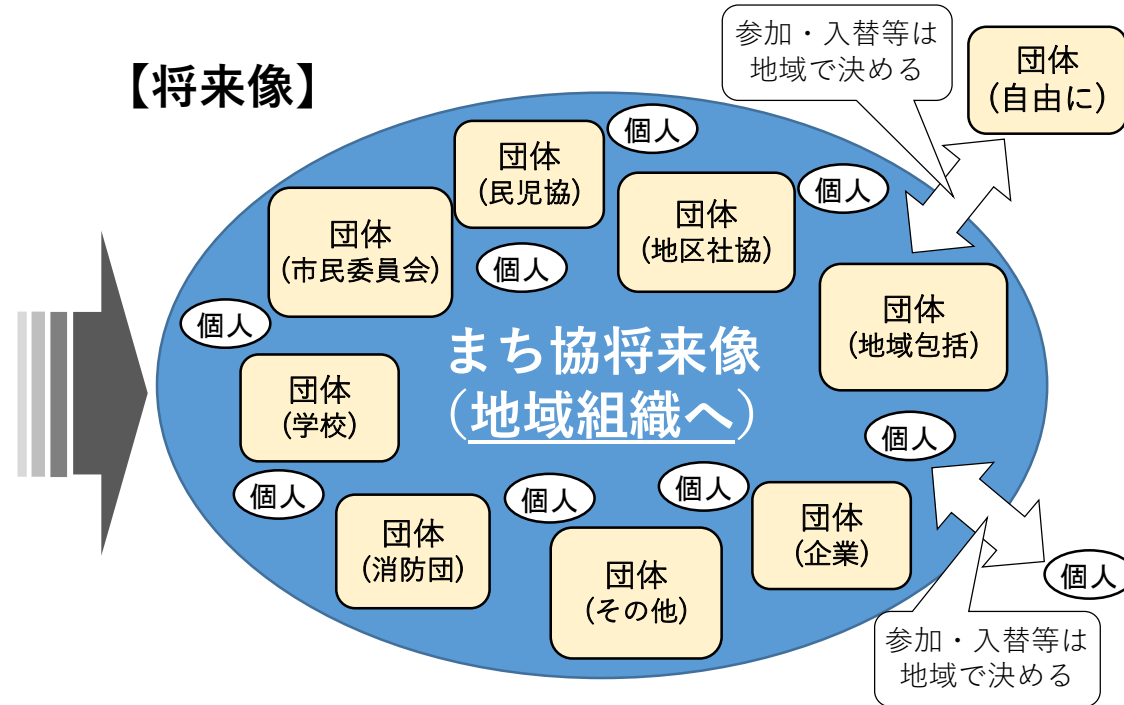 【将来像】
参加・入替等は
地域で決める
団体
(自由に)
個人
団体
(民児協)
個人
団体
(地区社協)
団体
(市民委員会)
個人
団体
(地域包括)
個人
まち協将来像
(地域組織へ)
団体
(学校)
個人
個人
個人
個人
団体
(企業)
団体
(消防団)
団体
(その他)
個人
参加・入替等は
地域で決める